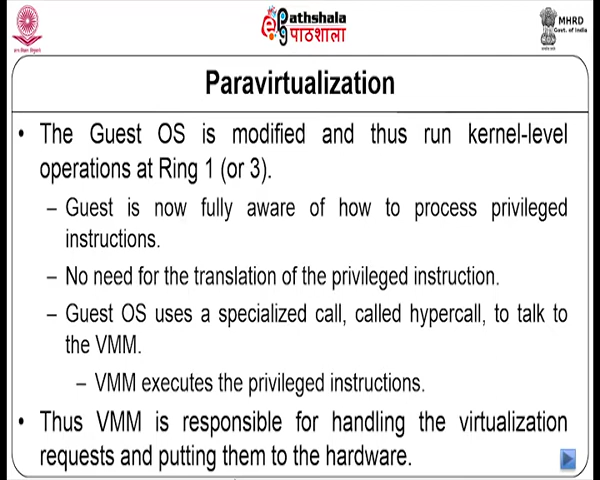 ePathshala
पाठशाला
MHRD
Govt. of India
Paravirtualization
• The Guest OS is modified and thus run kernel-level
operations at Ring 1 (or 3).
– Guest is now fully aware of how to process privileged
instructions.
– No need for the translation of the privileged instruction.
– Guest OS uses a specialized call, called hypercall, to talk to
the VMM.
– VMM executes the privileged instructions.
• Thus VMM is responsible for handling the virtualization
requests and putting them to the hardware.